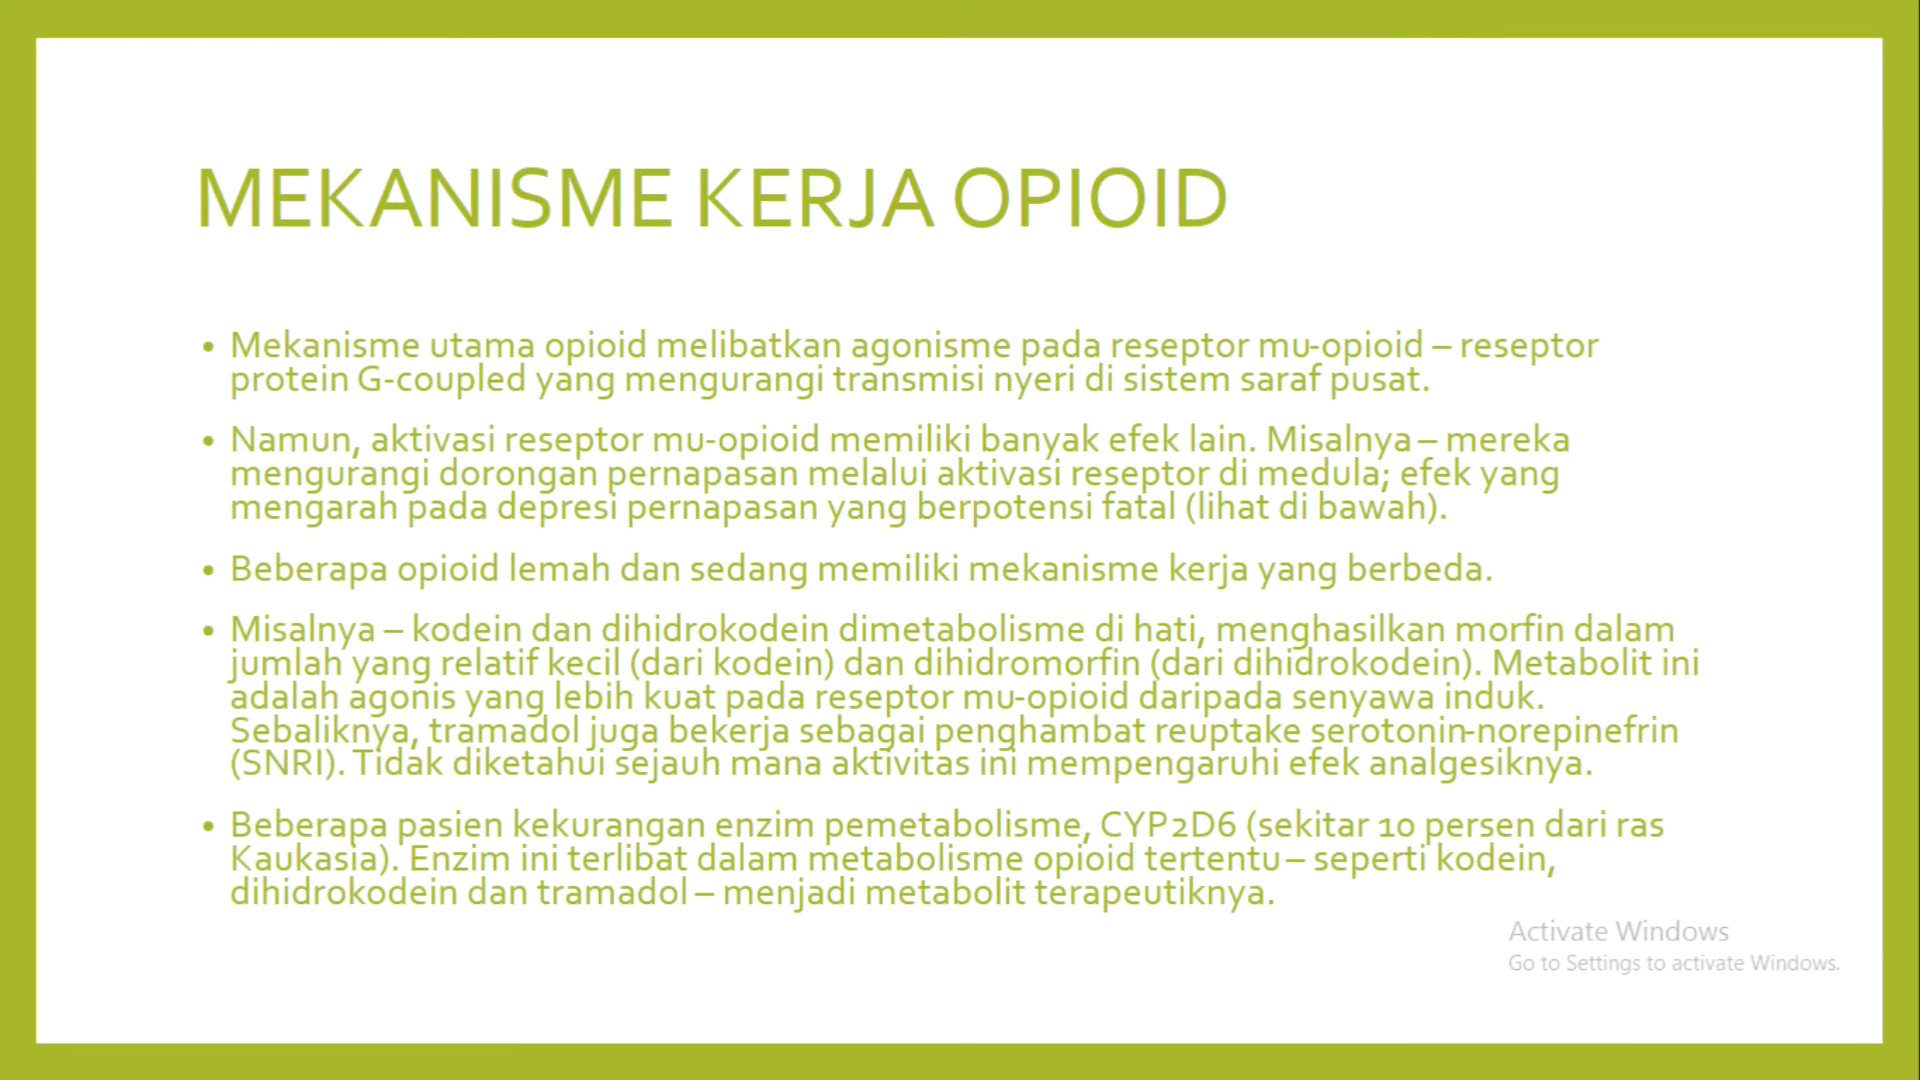 MEKANISME KERJA OPIOID
• Mekanisme utama opioid melibatkan agonisme pada reseptor mu-opioid – reseptor
protein G-coupled yang mengurangi transmisi nyeri di sistem saraf pusat.
• Namun, aktivasi reseptor mu-opioid memiliki banyak efek lain. Misalnya – mereka
mengurangi dorongan pernapasan melalui aktivasi reseptor di medula; efek yang
mengarah pada depresi pernapasan yang berpotensi fatal (lihat di bawah).
• Beberapa opioid lemah dan sedang memiliki mekanisme kerja yang berbeda.
• Misalnya – kodein dan dihidrokodein dimetabolisme di hati, menghasilkan morfin dalam
jumlah yang relatif kecil (dari kodein) dan dihidromorfin (dari dihidrokodein). Metabolit ini
adalah agonis yang lebih kuat pada reseptor mu-opioid daripada senyawa induk.
Sebaliknya, tramadol juga bekerja sebagai penghambat reuptake serotonin-norepinefrin
(SNRI). Tidak diketahui sejauh mana aktivitas ini mempengaruhi efek analgesiknya.
• Beberapa pasien kekurangan enzim pemetabolisme, CYP2D6 (sekitar 10 persen dari ras
Kaukasia). Enzim ini terlibat dalam metabolisme opioid tertentu – seperti kodein,
dihidrokodein dan tramadol – menjadi metabolit terapeutiknya.
Activate Windows
Go to Settings to activate Windows.